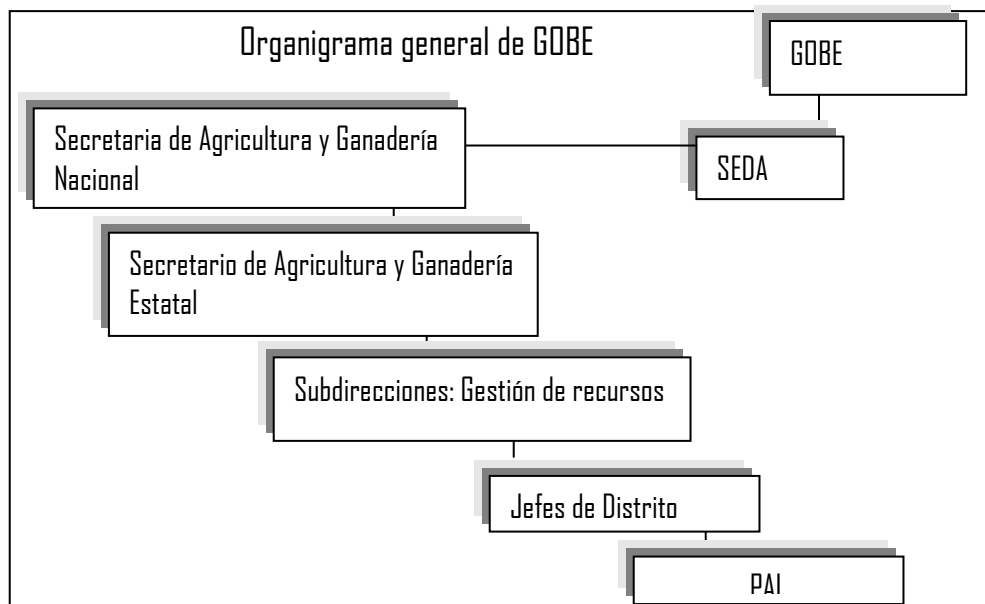 Organigrama general de GOBE
GOBE
Secretaria de Agricultura y Ganadería
Nacional
SEDA
Secretario de Agricultura y Ganadería
Estatal
Subdirecciones: Gestión de recursos
Jefes de Distrito